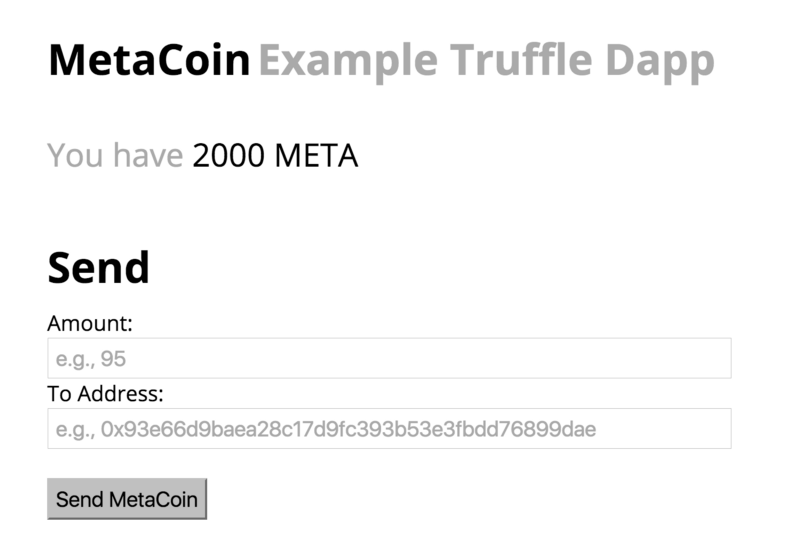 MetaCoin Example Truffle Dapp
You have 2000 META
Send
Amount:
e.g., 95
To Address:
e.g., 0x93e66d9baea28c17d9fc393b53e3fbdd76899dae
Send MetaCoin